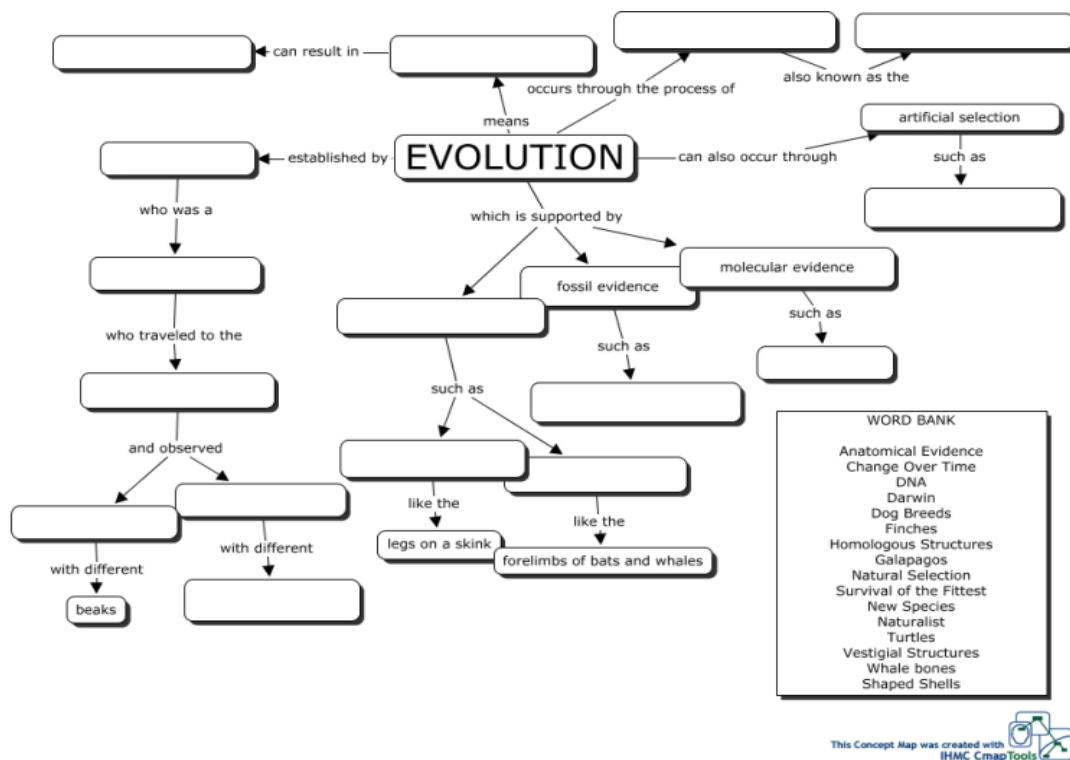 can result in
occurs through the process of
also known as the
means
artificial selection
established by
EVOLUTION
can also occur through
such as
who was a
which is supported by
molecular evidence
fossil evidence
such as
who traveled to the
such as
such as
and observed
like the
like the
legs on a skink
forelimbs of bats and whales
with different
with different
beaks
WORD BANK
Anatomical Evidence
Change Over Time
DNA
Darwin
Dog Breeds
Finches
Homologous Structures
Galapagos
Natural Selection
Survival of the Fittest
New Species
Naturalist
Turtles
Vestigial Structures
Whale bones
Shaped Shells
This Concept Map was created with
IHMC CmapTools